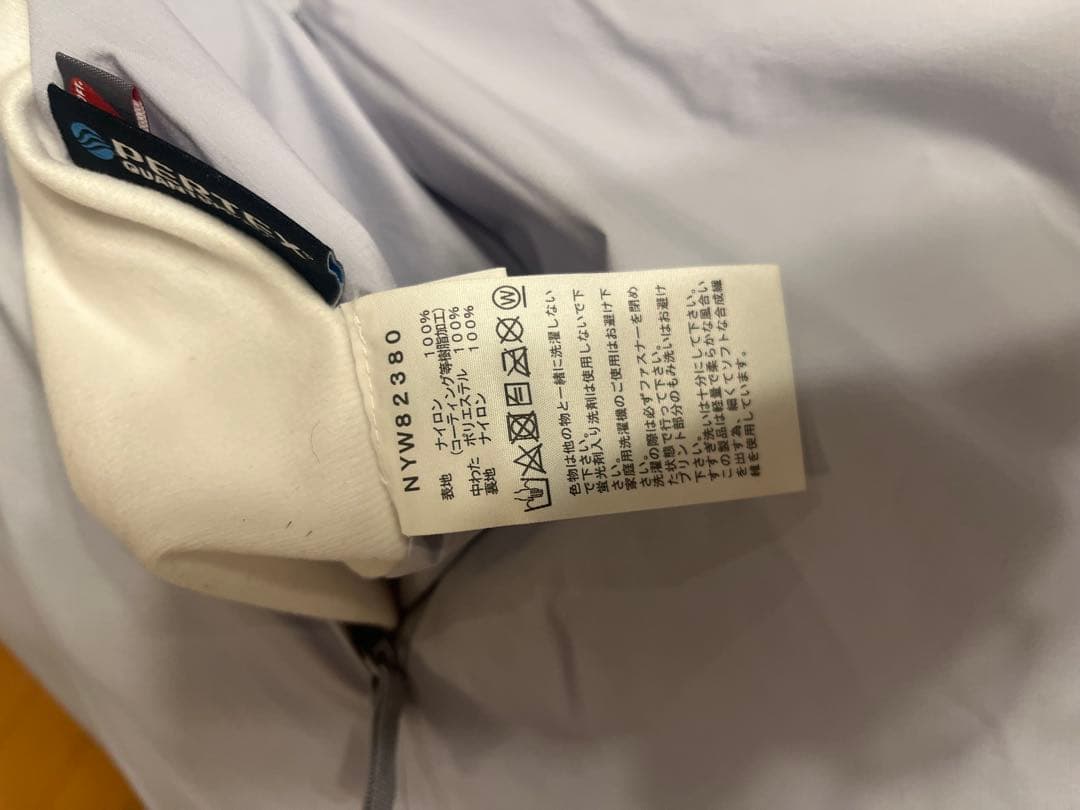 PERTEX
QUANTUM
NYW82380
表地 ナイロン 100%
(コーティング等樹脂加工)
中わた ポリエステル 100%
裏地 ナイロン 100%
W
色物は他の物と一緒に洗濯しない
で下さい。
蛍光剤入り洗剤は使用しないで下
さい。
家庭用洗濯機のご使用はお避け下
さい。
洗濯の際は必ずファスナーを閉め
た状態で行って下さい。
プリント部分のもみ洗いはお避け
下さい。
すすぎ洗いは十分にして下さい。
この製品は軽量で柔らかな風合い
を出す為、細くてソフトな合成繊
維を使用しています。